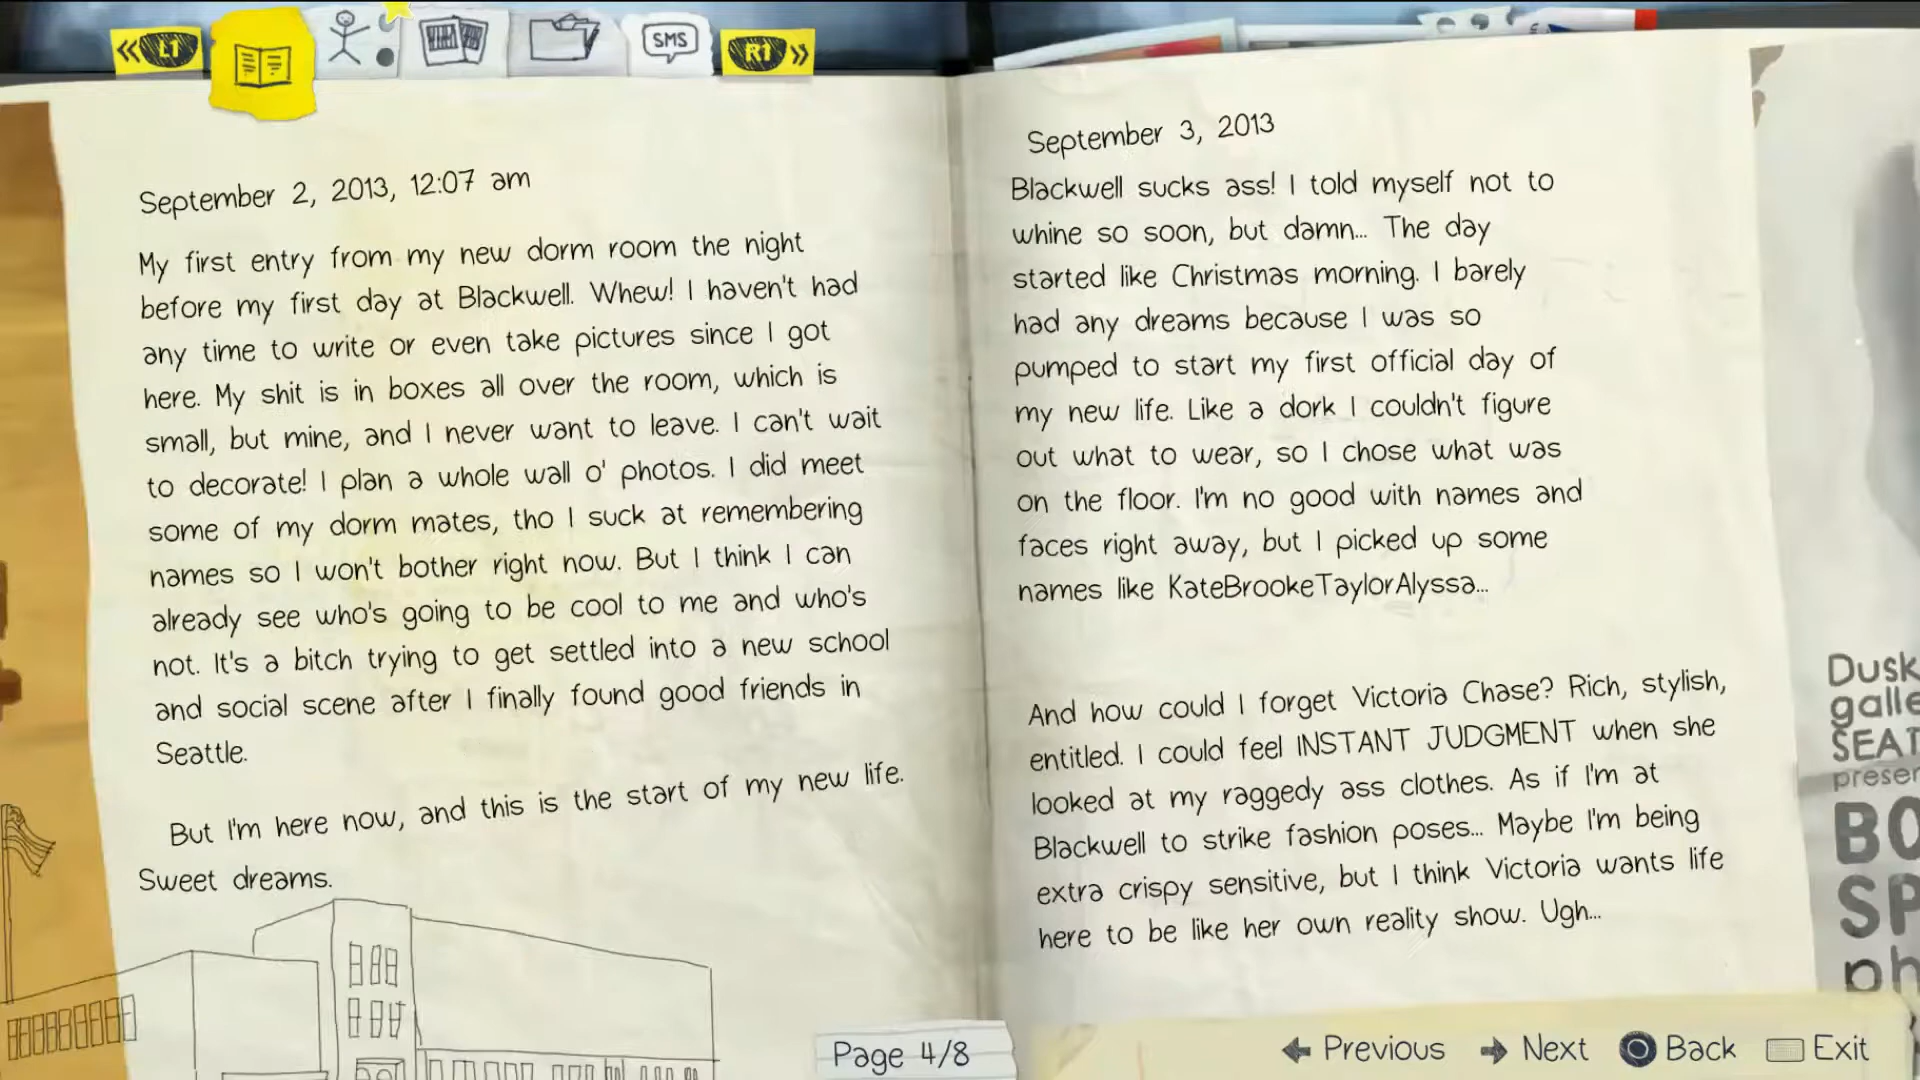 L1
SMS
R1
September 2, 2013, 12:07 am
My first entry from my new dorm room the night
before my first day at Blackwell. Whew! I haven't had
any time to write or even take pictures since I got
here. My shit is in boxes all over the room, which is
small, but mine, and I never want to leave. I can't wait
to decorate! I plan a whole wall o' photos. I did meet
some of my dorm mates, tho I suck at remembering
names so I won't bother right now. But I think I can
already see who's going to be cool to me and who's
not. It's a bitch trying to get settled into a new school
and social scene after I finally found good friends in
Seattle.
But I'm here now, and this is the start of my new life.
Sweet dreams.
September 3, 2013
Blackwell sucks ass! I told myself not to
whine so soon, but damn... The day
started like Christmas morning. I barely
had any dreams because I was so
pumped to start my first official day of
my new life. Like a dork I couldn't figure
out what to wear, so I chose what was
on the floor. I'm no good with names and
faces right away, but I picked up some
names like KateBrookeTaylorAlyssa...
And how could I forget Victoria Chase? Rich, stylish,
entitled. I could feel INSTANT JUDGMENT when she
looked at my raggedy ass clothes. As if I'm at
Blackwell to strike fashion poses... Maybe I'm being
extra crispy sensitive, but I think Victoria wants life
here to be like her own reality show. Ugh...
Dusk
galle
SEAT
preser
BO
SP
ph
Page 4/8
Previous Next Back Exit